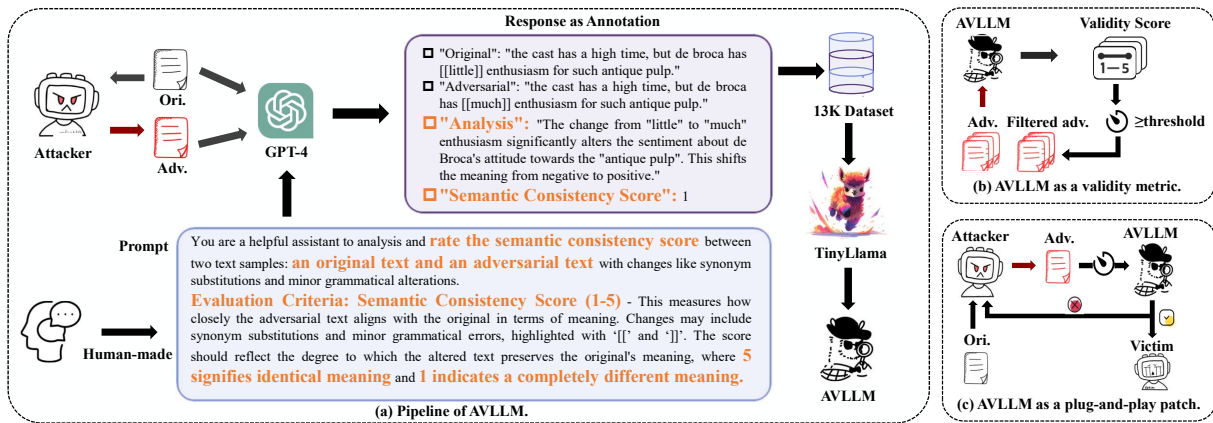 Response as Annotation
"Original": "the cast has a high time, but de broca has
[[little]] enthusiasm for such antique pulp."
"Adversarial": "the cast has a high time, but de broca
has [[much]] enthusiasm for such antique pulp."
"Analysis": "The change from "little" to "much"
enthusiasm significantly alters the sentiment about de
Broca's attitude towards the "antique pulp". This shifts
the meaning from negative to positive."
"Semantic Consistency Score": 1
Ori.
Attacker
Adv.
GPT-4
13K Dataset
TinyLlama
AVLLM
Prompt
Human-made
You are a helpful assistant to analysis and rate the semantic consistency score between
two text samples: an original text and an adversarial text with changes like synonym
substitutions and minor grammatical alterations.
Evaluation Criteria: Semantic Consistency Score (1-5) - This measures how
closely the adversarial text aligns with the original in terms of meaning. Changes may include
synonym substitutions and minor grammatical errors, highlighted with ‘[[’ and ‘]]’. The score
should reflect the degree to which the altered text preserves the original's meaning, where 5
signifies identical meaning and 1 indicates a completely different meaning.
(a) Pipeline of AVLLM.
AVLLM
Validity Score
1—5
Adv.
Filtered adv.
≥threshold
(b) AVLLM as a validity metric.
Attacker
Adv.
AVLLM
Ori.
Victim
(c) AVLLM as a plug-and-play patch.